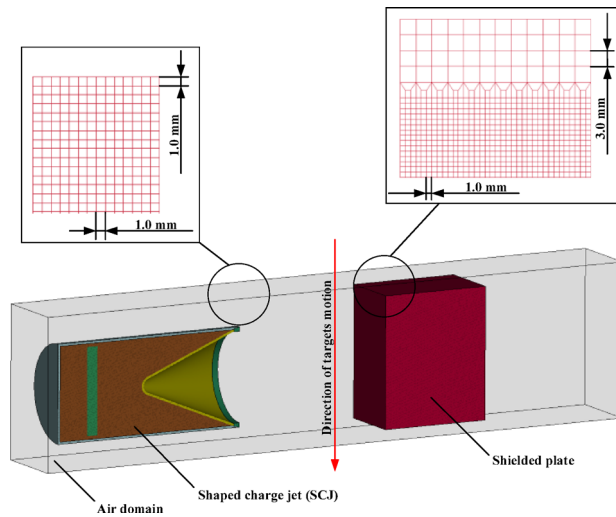 1.0 mm
1.0 mm
3.0 mm
1.0 mm
Direction of targets motion
Shielded plate
Shaped charge jet (SCJ)
Air domain